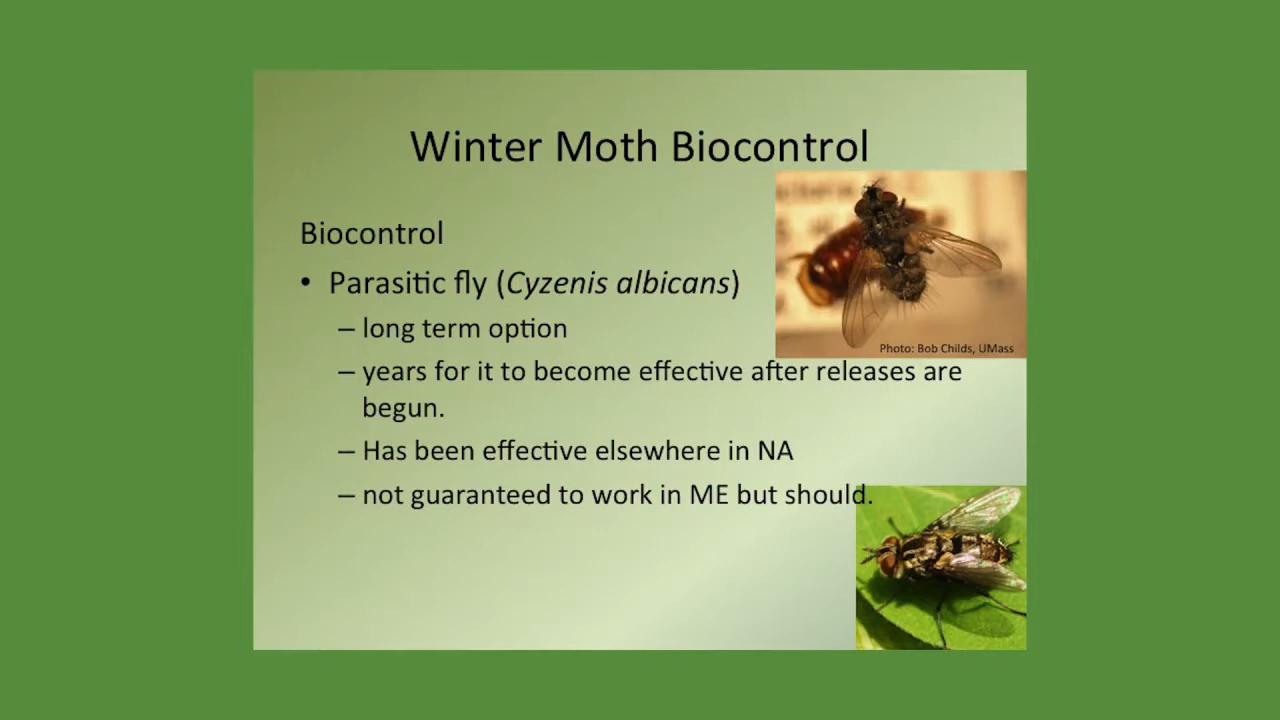 Winter Moth Biocontrol
Biocontrol
• Parasitic fly (Cyzenis albicans)
– long term option
Photo: Bob Childs, UMass
– years for it to become effective after releases are
begun.
– Has been effective elsewhere in NA
– not guaranteed to work in ME but should.